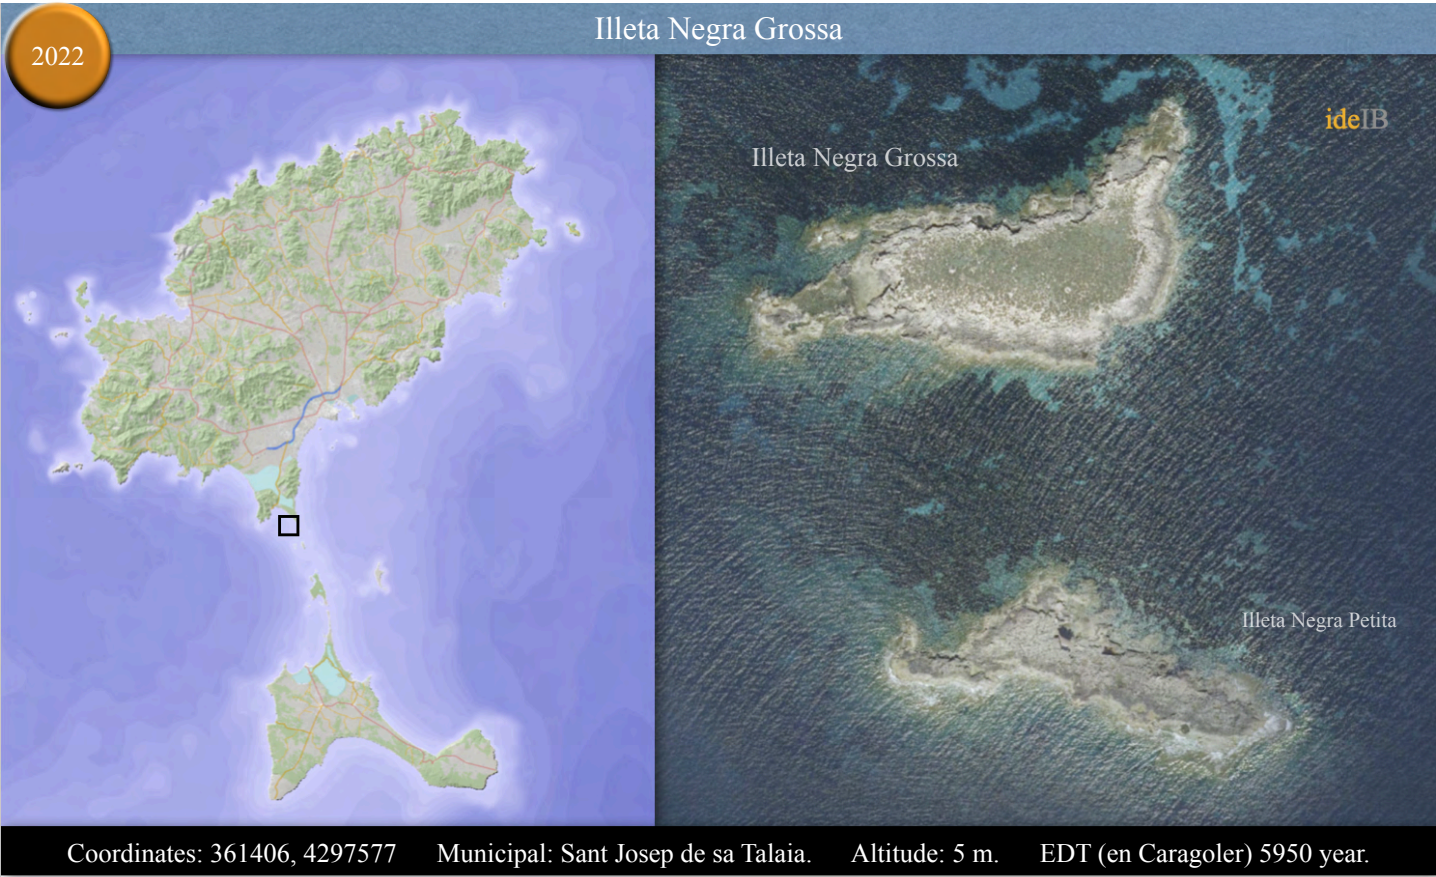 Illeta Negra Grossa
2022
ideIB
Illeta Negra Grossa
Illeta Negra Petita
Coordinates: 361406, 4297577 Municipal: Sant Josep de sa Talaia. Altitude: 5 m. EDT (en Caragoler) 5950 year.